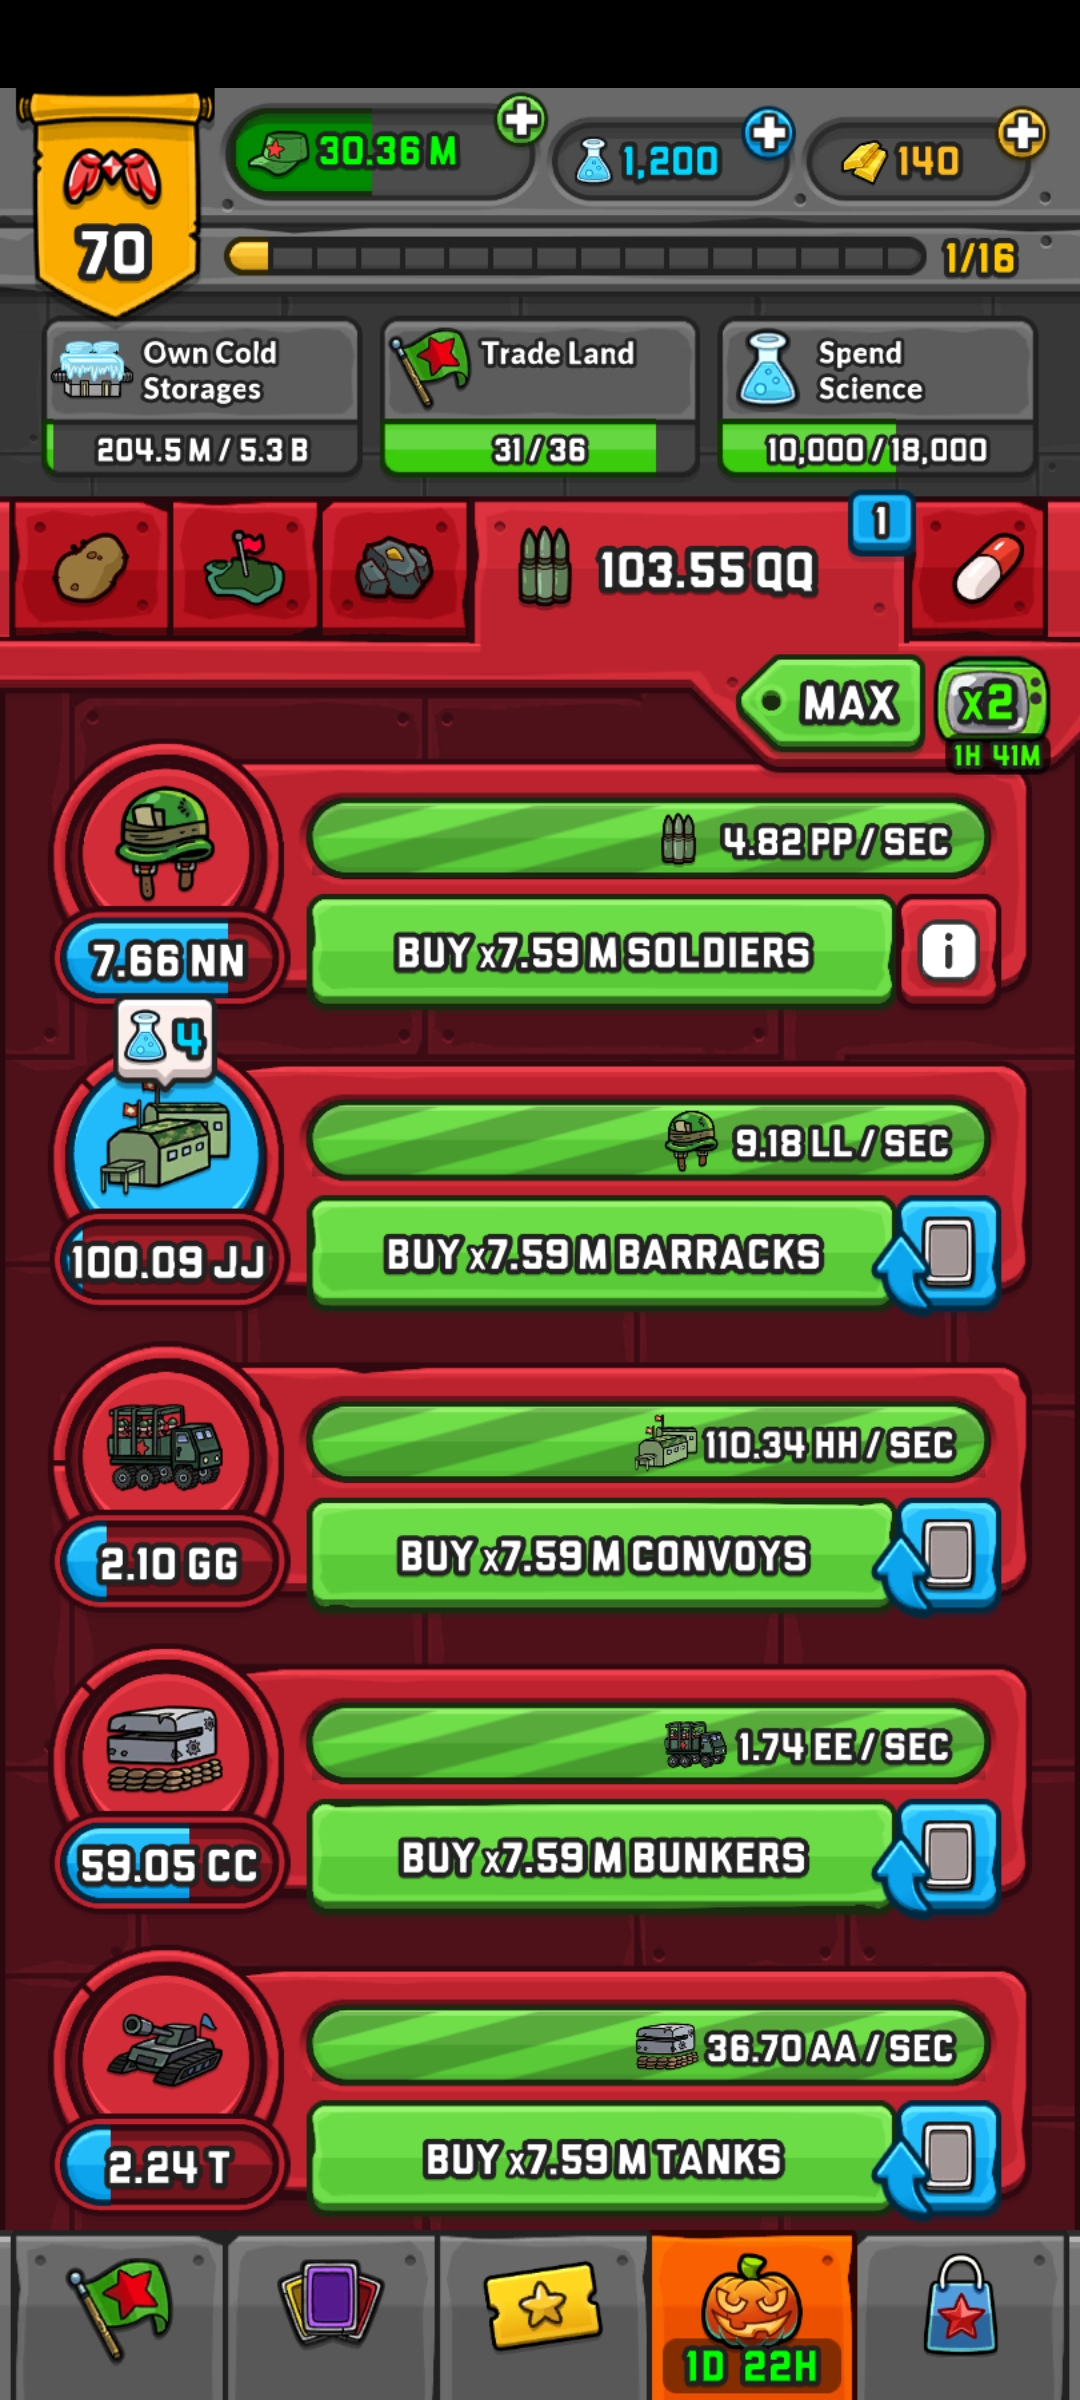 70
30.36 M
1,200
140
1/16
Own Cold
Storages
204.5 M / 5.3 B
Trade Land
31 / 36
Spend
Science
10,000 / 18,000
103.55 QQ
1
MAX
x2
1H 41M
4.82 PP / SEC
7.66 NN
BUY x7.59 M SOLDIERS
i
4
9.18 LL / SEC
100.09 JJ
BUY x7.59 M BARRACKS
110.34 HH / SEC
2.10 GG
BUY x7.59 M CONVOYS
1.74 EE / SEC
59.05 CC
BUY x7.59 M BUNKERS
36.70 AA / SEC
2.24 T
BUY x7.59 M TANKS
1D 22H